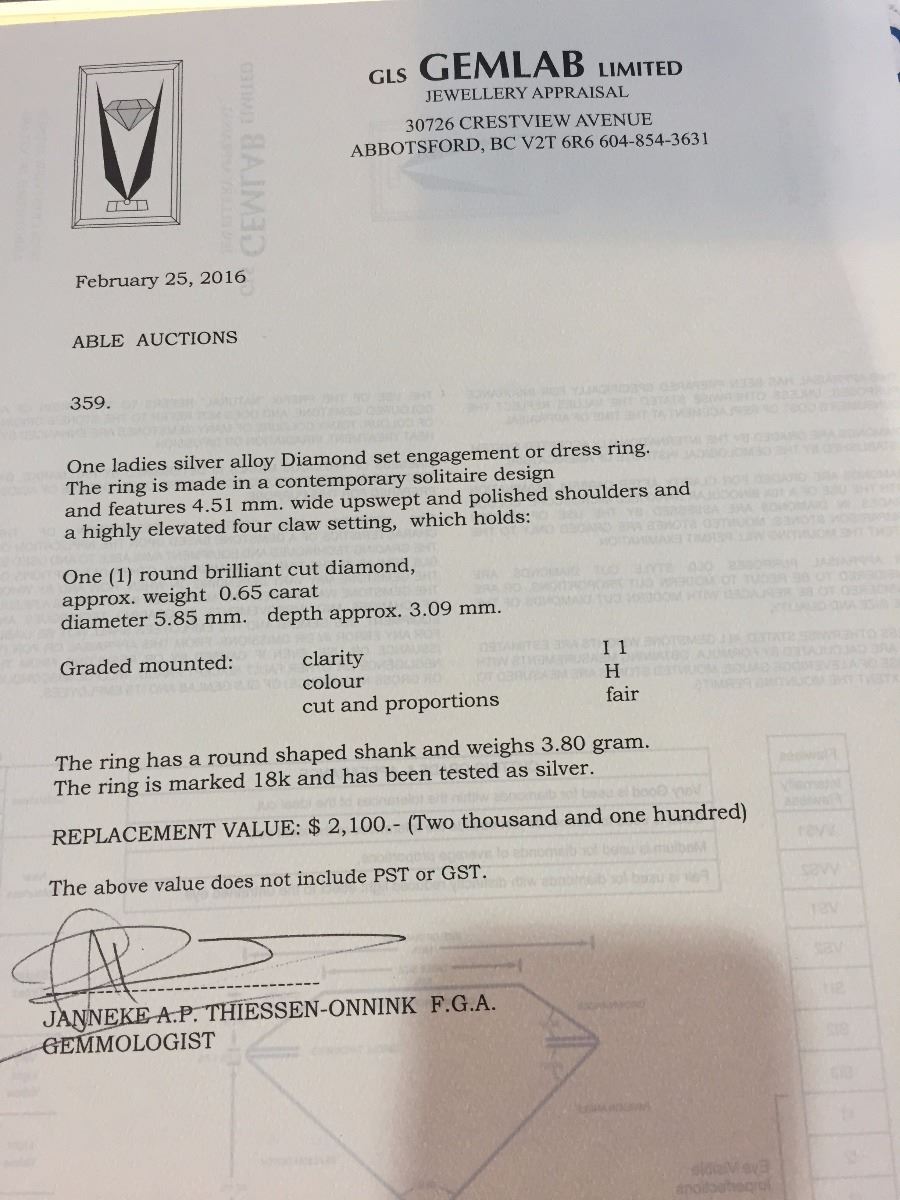 GLS GEMLAB LIMITED
JEWELLERY APPRAISAL
30726 CRESTVIEW AVENUE
ABBOTSFORD, BC V2T 6R6 604-854-3631
February 25, 2016
ABLE AUCTIONS
359.
One ladies silver alloy Diamond set engagement or dress ring.
The ring is made in a contemporary solitaire design
and features 4.51 mm. wide upswept and polished shoulders and
a highly elevated four claw setting, which holds:
One (1) round brilliant cut diamond,
approx. weight 0.65 carat
diameter 5.85 mm. depth approx. 3.09 mm.
Graded mounted: clarity I 1
colour H
cut and proportions fair
The ring has a round shaped shank and weighs 3.80 gram.
The ring is marked 18k and has been tested as silver.
REPLACEMENT VALUE: $ 2,100.- (Two thousand and one hundred)
The above value does not include PST or GST.
JANNEKE A.P. THIESSEN-ONNINK F.G.A.
GEMMOLOGIST